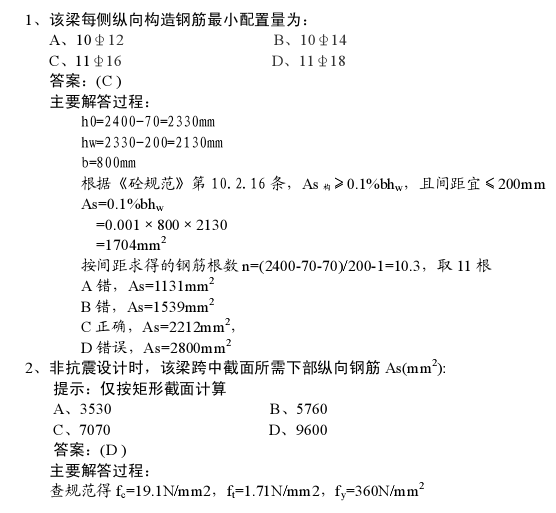 1、该梁每侧纵向构造钢筋最小配置量为：
A、10φ12 B、10φ14
C、11φ16 D、11φ18
答案：(C )
主要解答过程：
h0=2400-70=2330mm
hw=2330-200=2130mm
b=800mm
根据《砼规范》第 10.2.16 条，As 构≥0.1%bhw，且间距宜≤200mm
As=0.1%bhw
=0.001×800×2130
=1704mm²
按间距求得的钢筋根数 n=(2400-70-70)/200-1=10.3，取 11 根
A 错，As=1131mm²
B 错，As=1539mm²
C 正确，As=2212mm²，
D 错误，As=2800mm²
2、非抗震设计时，该梁跨中截面所需下部纵向钢筋 As(mm²):
提示：仅按矩形截面计算
A、3530 B、5760
C、7070 D、9600
答案：(D )
主要解答过程：
查规范得 fc=19.1N/mm2，ft=1.71N/mm2，fy=360N/mm²